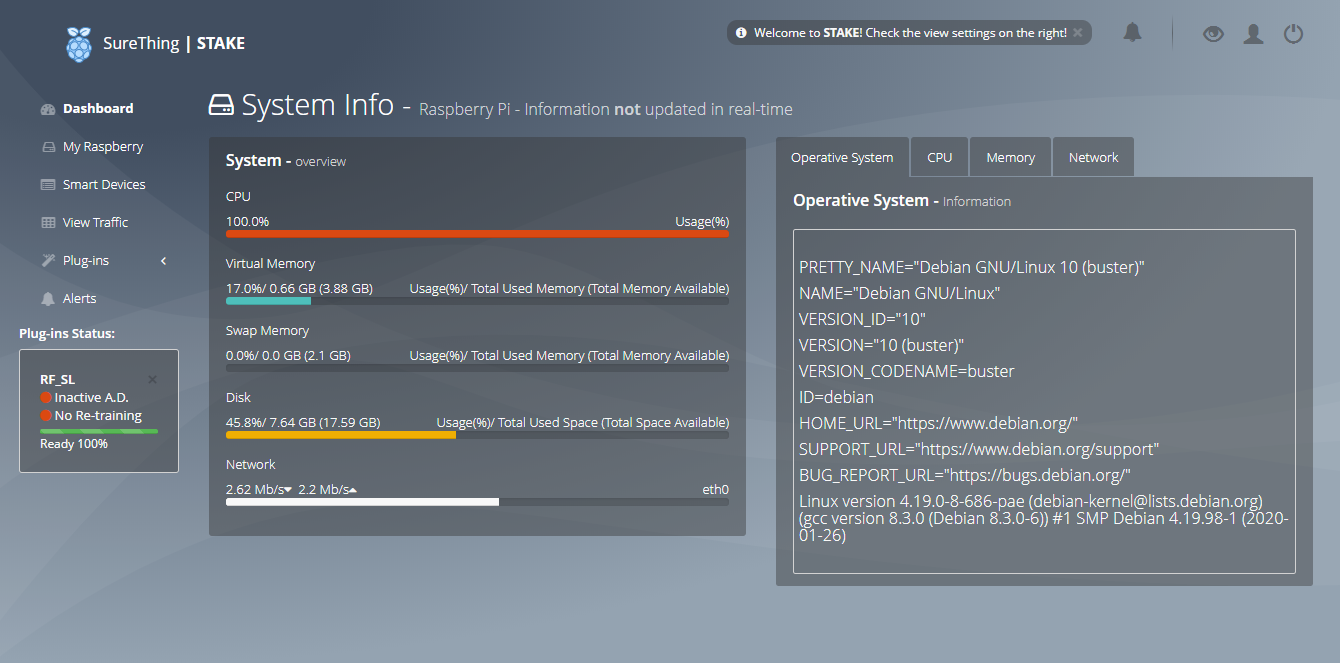 SureThing | STAKE
Welcome to STAKE! Check the view settings on the right!
Dashboard
My Raspberry
Smart Devices
View Traffic
Plug-ins
Alerts
Plug-ins Status:
RF_SL
Inactive A.D.
No Re-training
Ready 100%
System Info - Raspberry Pi - Information not updated in real-time
System - overview
CPU
100.0% Usage(%)
Virtual Memory
17.0%/ 0.66 GB (3.88 GB) Usage(%)/ Total Used Memory (Total Memory Available)
Swap Memory
0.0%/ 0.0 GB (2.1 GB) Usage(%)/ Total Used Memory (Total Memory Available)
Disk
45.8%/ 7.64 GB (17.59 GB) Usage(%)/ Total Used Space (Total Space Available)
Network
2.62 Mb/s 2.2 Mb/s eth0
Operative System CPU Memory Network
Operative System - Information
PRETTY_NAME="Debian GNU/Linux 10 (buster)"
NAME="Debian GNU/Linux"
VERSION_ID="10"
VERSION="10 (buster)"
VERSION_CODENAME=buster
ID=debian
HOME_URL="https://www.debian.org/"
SUPPORT_URL="https://www.debian.org/support"
BUG_REPORT_URL="https://bugs.debian.org/"
Linux version 4.19.0-8-686-pae (debian-kernel@lists.debian.org)
(gcc version 8.3.0 (Debian 8.3.0-6)) #1 SMP Debian 4.19.98-1 (2020-
01-26)